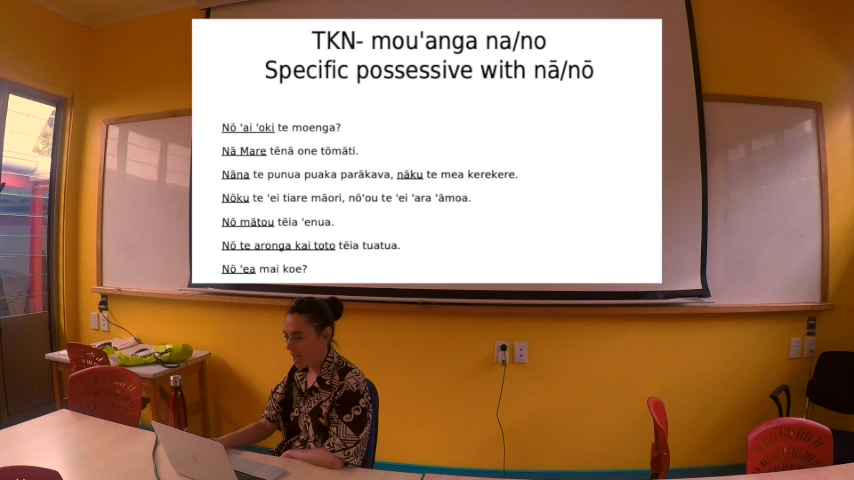 TKN- mou'anga na/no
Specific possessive with nā/nō
Nō 'ai 'oki te moenga?
Nā Mare tēnā one tōmāti.
Nāna te punua puaka parākava, nāku te mea kerekere.
Nōku te 'ei tiare māori, nō'ou te 'ei 'ara 'āmoa.
Nō mātou tēia 'enua.
Nō te aronga kai toto tēia tuatua.
Nō 'ea mai koe?